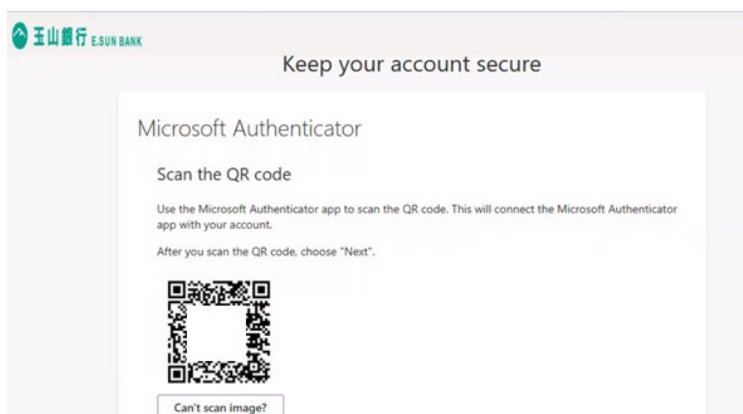 玉山銀行 E.SUN BANK
Keep your account secure
Microsoft Authenticator
Scan the QR code
Use the Microsoft Authenticator app to scan the QR code. This will connect the Microsoft Authenticator
app with your account.
After you scan the QR code, choose "Next".
Can't scan image?